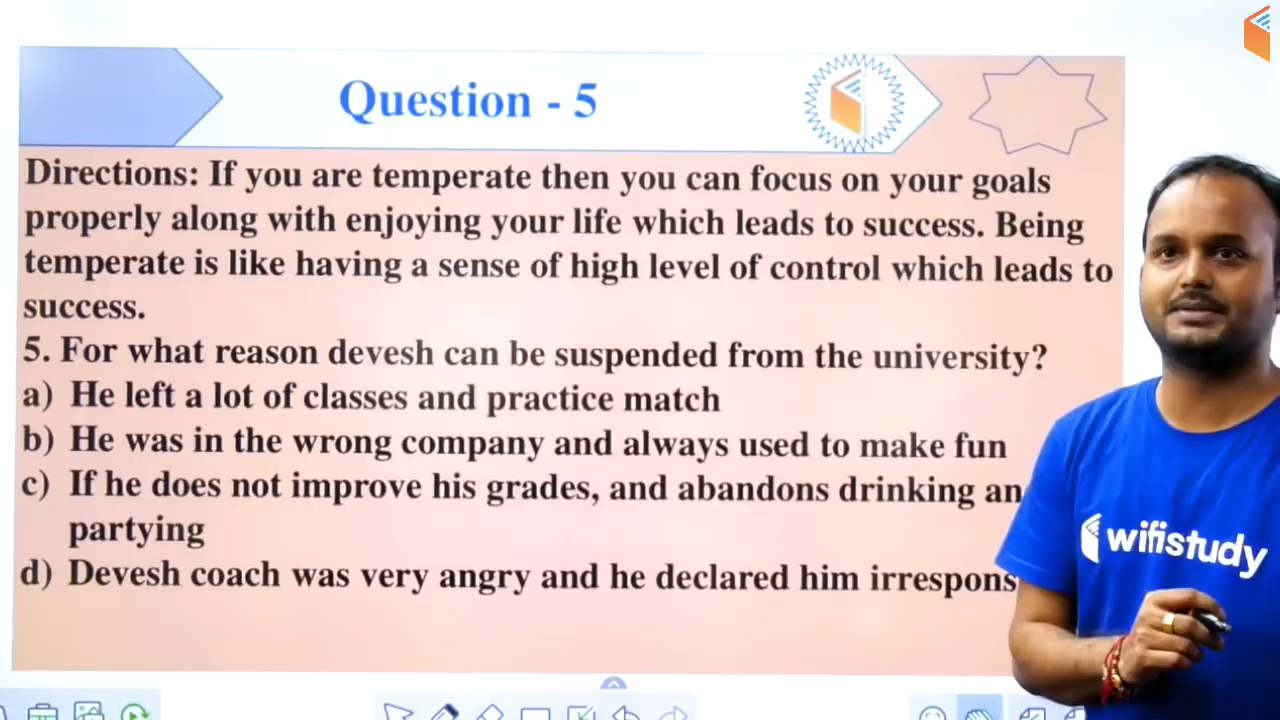 Question - 5
Directions: If you are temperate then you can focus on your goals
properly along with enjoying your life which leads to success. Being
temperate is like having a sense of high level of control which leads to
success.
5. For what reason devesh can be suspended from the university?
a) He left a lot of classes and practice match
b) He was in the wrong company and always used to make fun
c) If he does not improve his grades, and abandons drinking an
partying
d) Devesh coach was very angry and he declared him irrespons
wifistudy